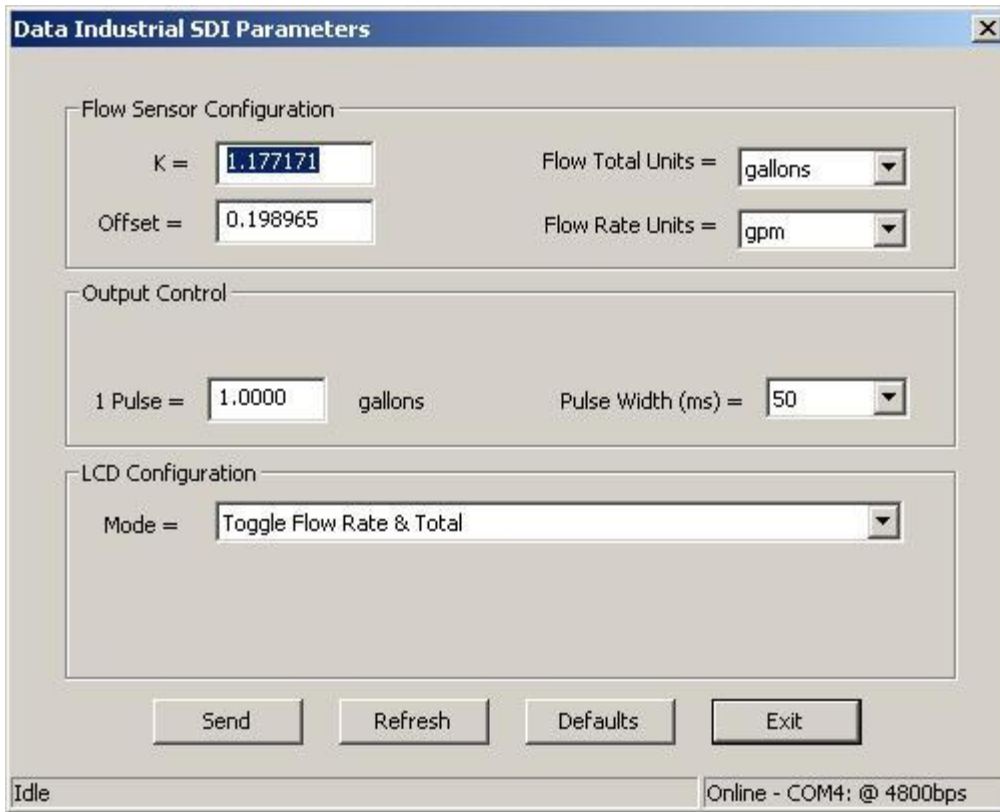 Data Industrial SDI Parameters
Flow Sensor Configuration
K = 1.177171 Flow Total Units = gallons
Offset = 0.198965 Flow Rate Units = gpm
Output Control
1 Pulse = 1.0000 gallons Pulse Width (ms) = 50
LCD Configuration
Mode = Toggle Flow Rate & Total
Send Refresh Defaults Exit
Idle Online - COM4: @ 4800bps